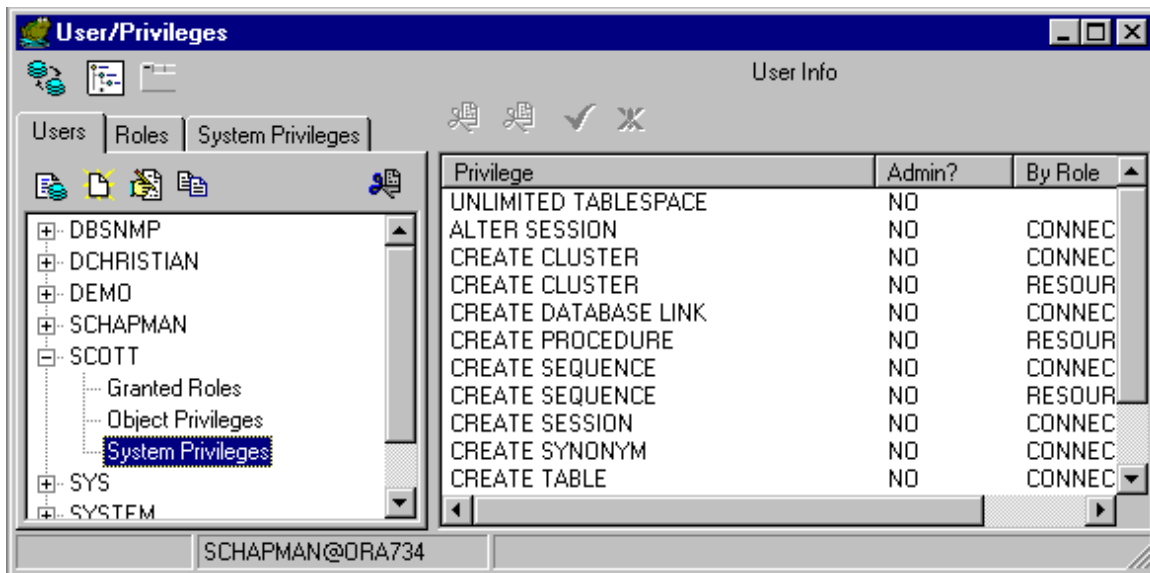 User/Privileges
User Info
Users Roles System Privileges
DBSNMP
DCHRISTIAN
DEMO
SCHAPMAN
SCOTT
Granted Roles
Object Privileges
System Privileges
SYS
SYSTEM
Privilege Admin? By Role
UNLIMITED TABLESPACE NO
ALTER SESSION NO CONNEC
CREATE CLUSTER NO CONNEC
CREATE CLUSTER NO RESOUR
CREATE DATABASE LINK NO CONNEC
CREATE PROCEDURE NO RESOUR
CREATE SEQUENCE NO CONNEC
CREATE SEQUENCE NO RESOUR
CREATE SESSION NO CONNEC
CREATE SYNONYM NO CONNEC
CREATE TABLE NO CONNEC
SCHAPMAN@ORA734